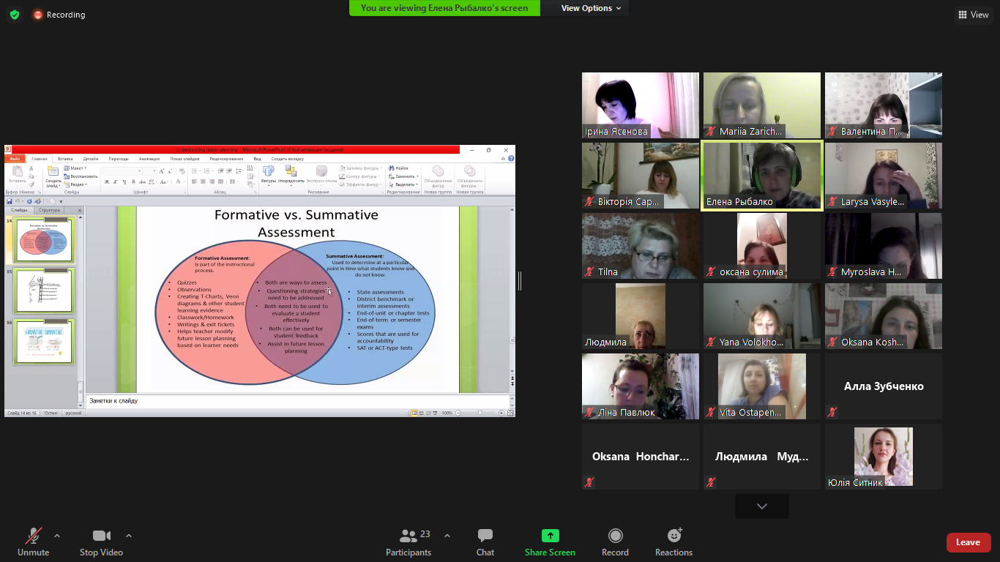 Recording
You are viewing Елена Рыбалко's screen
View Options
View
Understanding lesson planning - Microsoft PowerPoint (Сбой активации продукта)
Файл Главная Вставка Дизайн Переходы Анимация Показ слайдов Рецензирование Вид Создать вкладку
Вставить
Создать слайд
Макет
Восстановить
Раздел
Фигуры Упорядочить Экспресс-стили
Заливка фигуры
Контур фигуры
Эффекты фигур
Найти
Заменить
Выделить
Объединение фигур
Объединить фигуры
Буфер обмена Слайды Шрифт Абзац Рисование Редактирование Новая группа Новая группа
Слайды Структура
14
15
16
Formative vs. Summative
Assessment
Formative Assessment:
Is part of the instructional
process.
• Quizzes
• Observations
• Creating T-Charts, Venn
diagrams & other student
learning evidence
• Classwork/Homework
• Writings & exit tickets
• Helps teacher modify
future lesson planning
based on learner needs
• Both are ways to assess
• Questioning strategies
need to be addressed
• Both need to be used to
evaluate a student
effectively
• Both can be used for
student feedback
• Assist in future lesson
planning
Summative Assessment:
Used to determine at a particular
point in time what students know and
do not know.
• State assessments
• District benchmark or
interim assessments
• End-of-unit or chapter tests
• End-of-term or semester
exams
• Scores that are used for
accountability
• SAT or ACT-type tests
Заметки к слайду
Слайд 14 из 16 "Остин" русский 100%
Ірина Ясенова
Mariia Zarich...
Валентина П...
Вікторія Сар...
Елена Рыбалко
Larysa Vasyle...
Tilna
оксана сулима
Myroslava H...
Людмила
Yana Volokho...
Oksana Kosh...
Ліна Павлюк
Vita Ostapen...
Алла Зубченко
Oksana Honchar...
Людмила Муд...
Юлія Ситник
Unmute
Stop Video
Participants 23
Chat
Share Screen
Record
Reactions
Leave